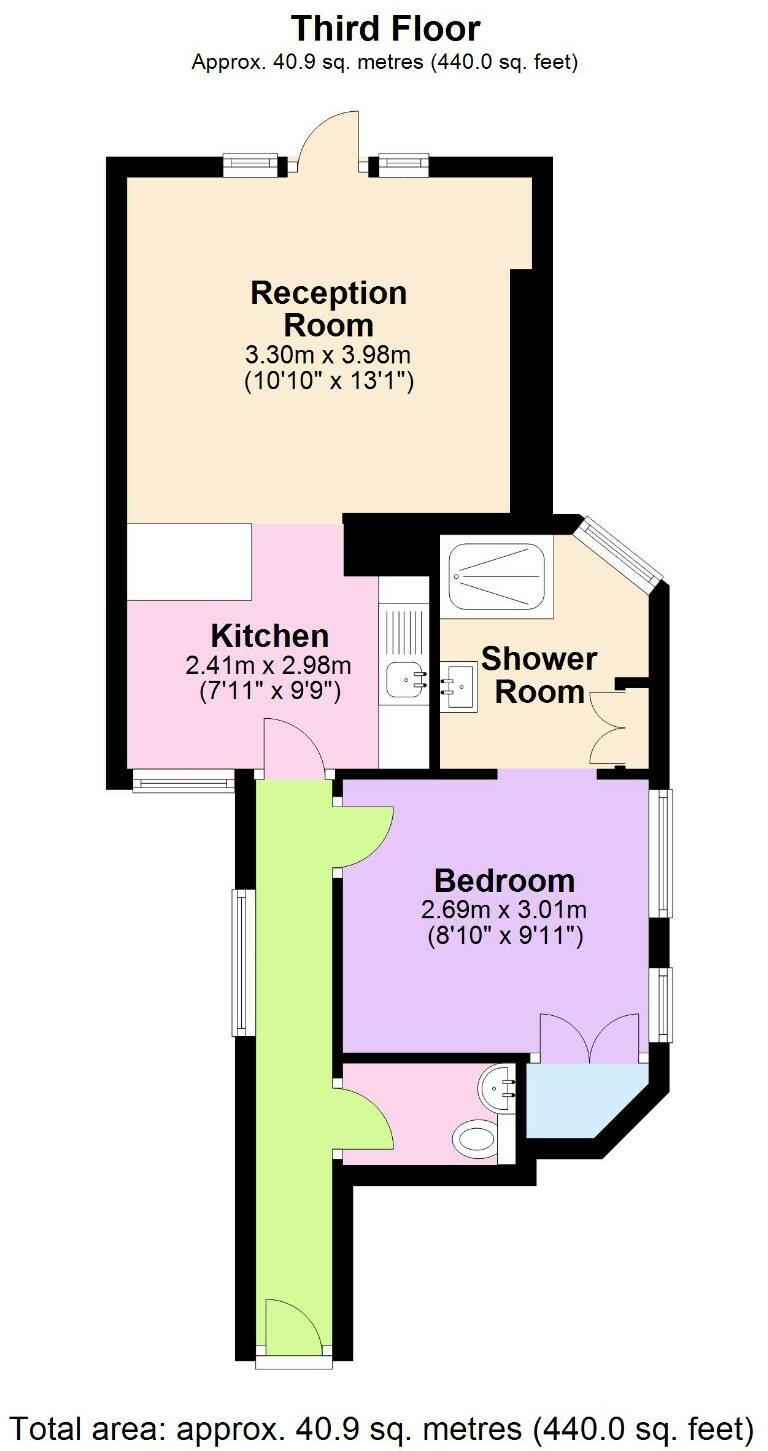 Third Floor
Approx. 40.9 sq. metres (440.0 sq. feet)
Reception
Room
3.30m x 3.98m
(10'10" x 13'1")
Kitchen
2.41m x 2.98m
(7'11" x 9'9")
Shower
Room
Bedroom
2.69m x 3.01m
(8'10" x 9'11")
Total area: approx. 40.9 sq. metres (440.0 sq. feet)